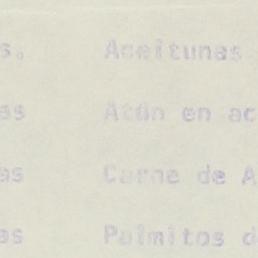 s. Aceitunas
as Atún en ac
as Carne de A
as Palmitos d